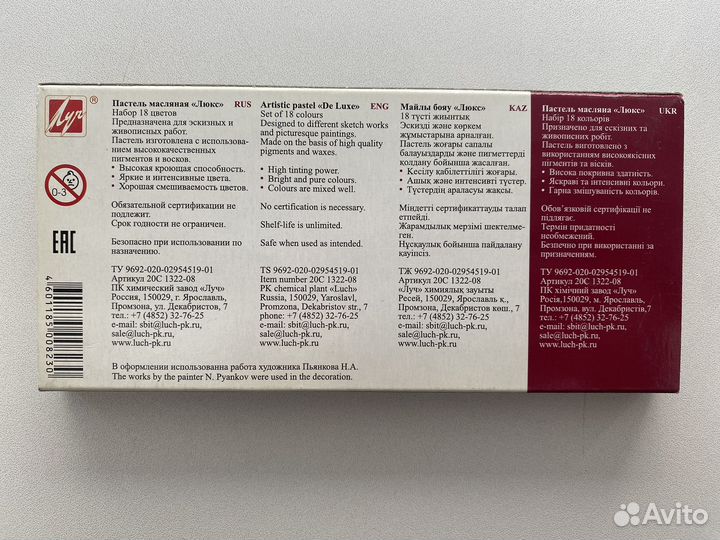 Луч ®
0-3
EAC
4 601185 008230
Пастель масляная «Люкс» RUS
Набор 18 цветов
Предназначена для эскизных и
живописных работ.
Пастель изготовлена с использова-
нием высококачественных
пигментов и восков.
• Высокая кроющая способность.
• Яркие и интенсивные цвета.
• Хорошая смешиваемость цветов.
Обязательной сертификации не
подлежит.
Срок годности не ограничен.
Безопасно при использовании по
назначению.
ТУ 9692-020-02954519-01
Артикул 20С 1322-08
ПК химический завод «Луч»
Россия, 150029, г. Ярославль,
Промзона, ул. Декабристов, 7
тел.: +7 (4852) 32-76-25
e-mail: sbit@luch-pk.ru,
sale@luch-pk.ru
www.luch-pk.ru
Artistic pastel «De Luxe» ENG
Set of 18 colours
Designed to different sketch works
and picturesque paintings.
Made on the basis of high quality
pigments and waxes.
• High tinting power.
• Bright and pure colours.
• Colours are mixed well.
No certification is necessary.
Shelf-life is unlimited.
Safe when used as intended.
TS 9692-020-02954519-01
Item number 20C 1322-08
PK chemical plant «Luch»
Russia, 150029, Yaroslavl,
Promzona, Dekabristov str., 7
phone: +7 (4852) 32-76-25
e-mail: sbit@luch-pk.ru,
sale@luch-pk.ru
www.luch-pk.ru
Майлы бояу «Люкс» KAZ
18 түсті жиынтық
Эскизді және көркем
жұмыстарына арналған.
Пастель жоғары сапалы
балауыздарды және пигметтерді
қолдану бойынша жасалған.
• Кесілу қабілеттілігі жоғары.
• Ашық және интенсивті түстер.
• Түстердің араласуы жақсы.
Міндетті сертификаттауды талап
етпейді.
Жарамдылық мерзімі шектелме-
ген.
Нұсқаулық бойынша пайдалану
қауіпсіз.
ТЖ 9692-020-02954519-01
Артикул 20С 1322-08
«Луч» химиялық зауыты
Ресей, 150029, Ярославль қ.,
Промзона, Декабристов көш., 7
тел.: +7 (4852) 32-76-25
e-mail: sbit@luch-pk.ru,
sale@luch-pk.ru
www.luch-pk.ru
Пастель масляна «Люкс» UKR
Набір 18 кольорів
Призначено для ескізних та
живописних робіт.
Пастель виготовлено з
використанням високоякісних
пігментів та вісків.
• Висока покривна здатність.
• Яскраві та інтенсивні кольори.
• Гарна змішуваність кольорів.
Обов'язковій сертифікації не
підлягає.
Термін придатності
необмежений.
Безпечно при використанні за
призначенням.
ТУ 9692-020-02954519-01
Артикул 20С 1322-08
ПК хімічний завод «Луч»
Росія,150029, м. Ярославль,
Промзона, вул. Декабристів,7
тел.: +7 (4852) 32-76-25
e-mail: sbit@luch-pk.ru,
sale@luch-pk.ru
www.luch-pk.ru
В оформлении использована работа художника Пьянкова Н.А.
The works by the painter N. Pyankov were used in the decoration.
Avito